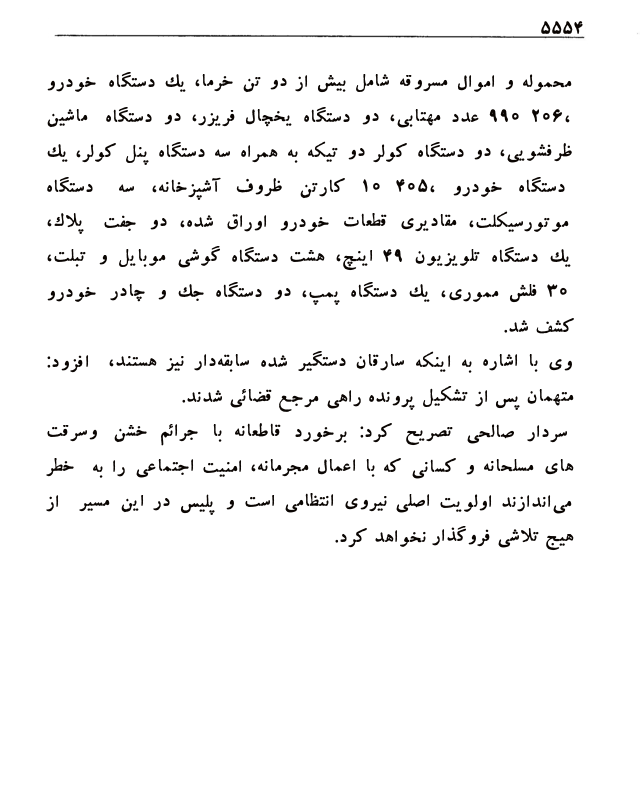 ۵۵۵۴
محموله و اموال مسروقه شامل بیش از دو تن خرما، یك دستگاه خودرو
۲۰۶، ۹۹۰ عدد مهتابی، دو دستگاه یخچال فریزر، دو دستگاه ماشین
ظرفشویی، دو دستگاه کولر دو تیکه به همراه سه دستگاه پنل کولر، یك
دستگاه خودرو ۴۰۵، ۱۰ کارتن ظروف آشپزخانه، سه دستگاه
موتورسیکلت، مقادیری قطعات خودرو اوراق شده، دو جفت پلاك،
یك دستگاه تلویزیون ۴۹ اینچ، هشت دستگاه گوشی موبایل و تبلت،
۳۰ فلش مموری، یك دستگاه پمپ، دو دستگاه جك و چادر خودرو
کشف شد.
وی با اشاره به اینکه سارقان دستگیر شده سابقه‌دار نیز هستند، افزود:
متهمان پس از تشکیل پرونده راهی مرجع قضائی شدند.
سردار صالحی تصریح کرد: برخورد قاطعانه با جرائم خشن وسرقت
های مسلحانه و کسانی که با اعمال مجرمانه، امنیت اجتماعی را به خطر
می‌اندازند اولویت اصلی نیروی انتظامی است و پلیس در این مسیر از
هیچ تلاشی فروگذار نخواهد کرد.